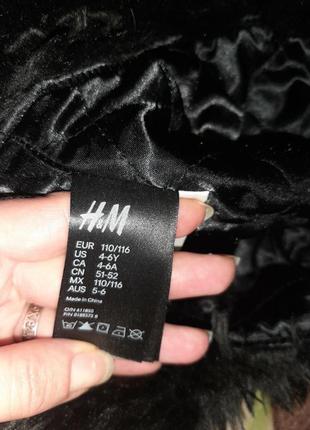 H&M
EUR 110/116
US 4-6Y
CA 4-6A
CN 51-52
MX 110/116
AUS 5-6
Made in China